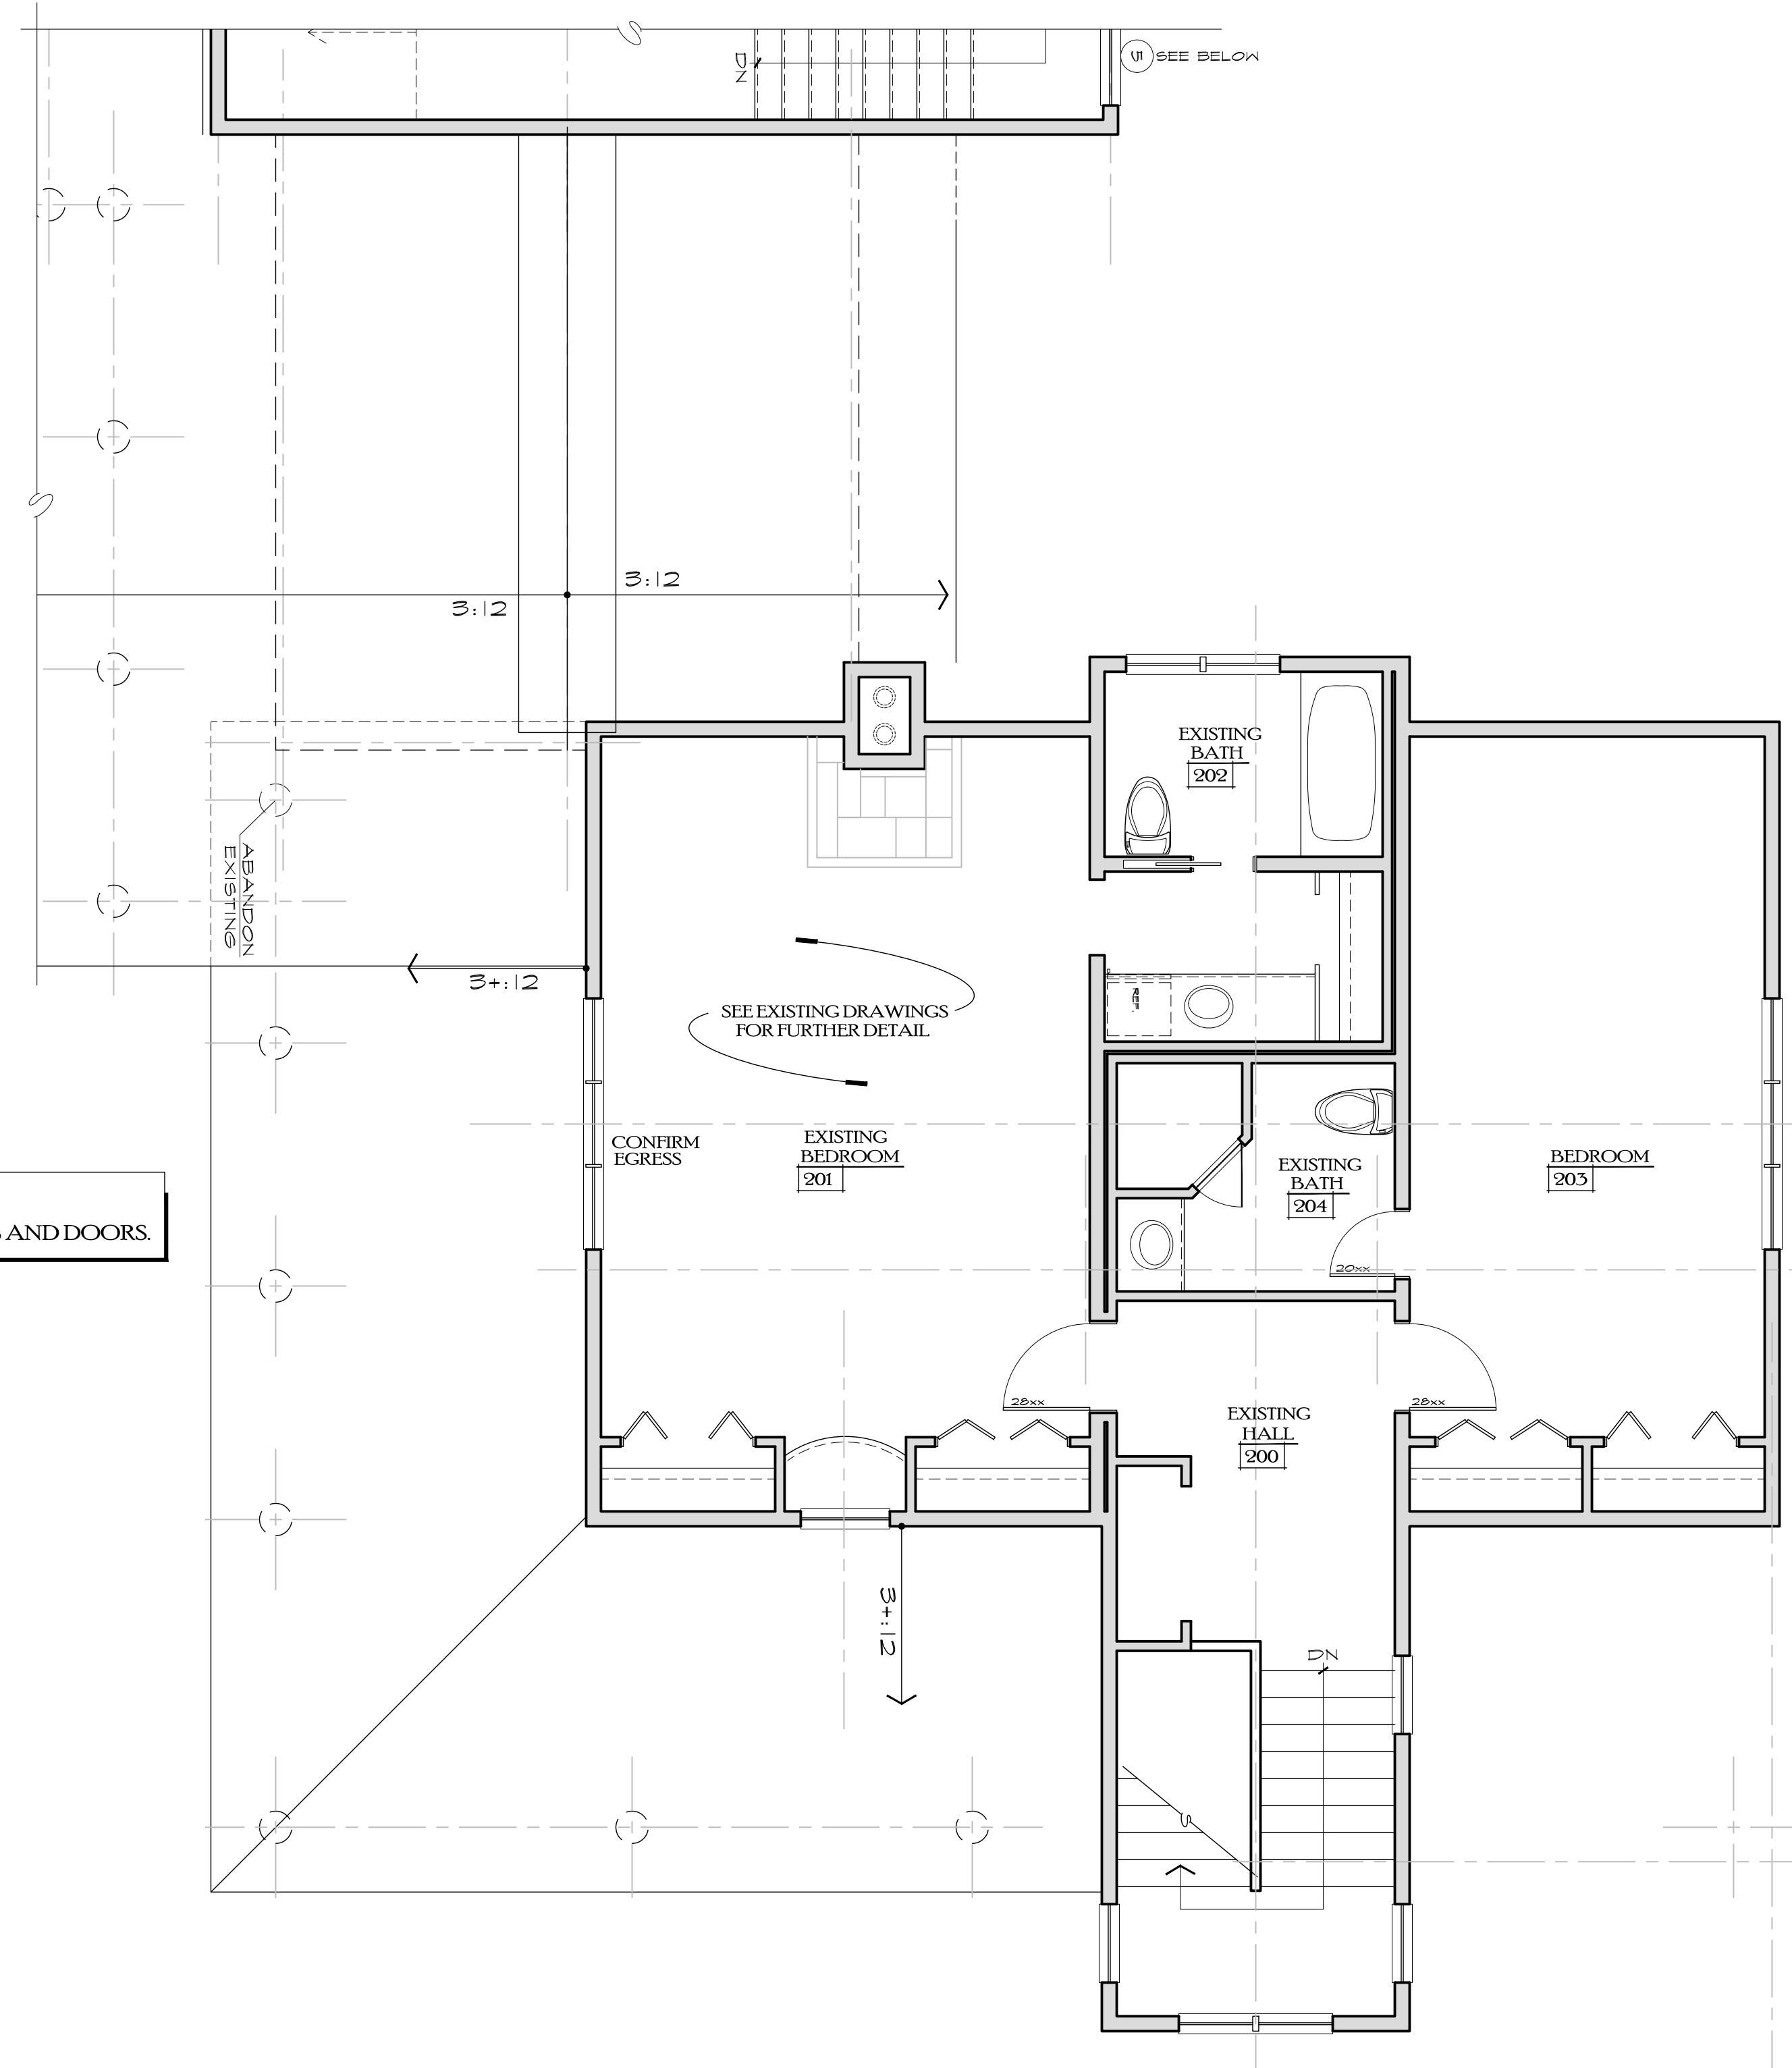 DN
5 SEE BELOW
3:12
3:12
EXISTING
BATH
202
ABANDON
EXISTING
3+:12
REF.
SEE EXISTING DRAWINGS
FOR FURTHER DETAIL
CONFIRM
EGRESS
EXISTING
BEDROOM
201
EXISTING
BATH
204
BEDROOM
203
AND DOORS.
20xx
28xx
28xx
EXISTING
HALL
200
3+:12
DN